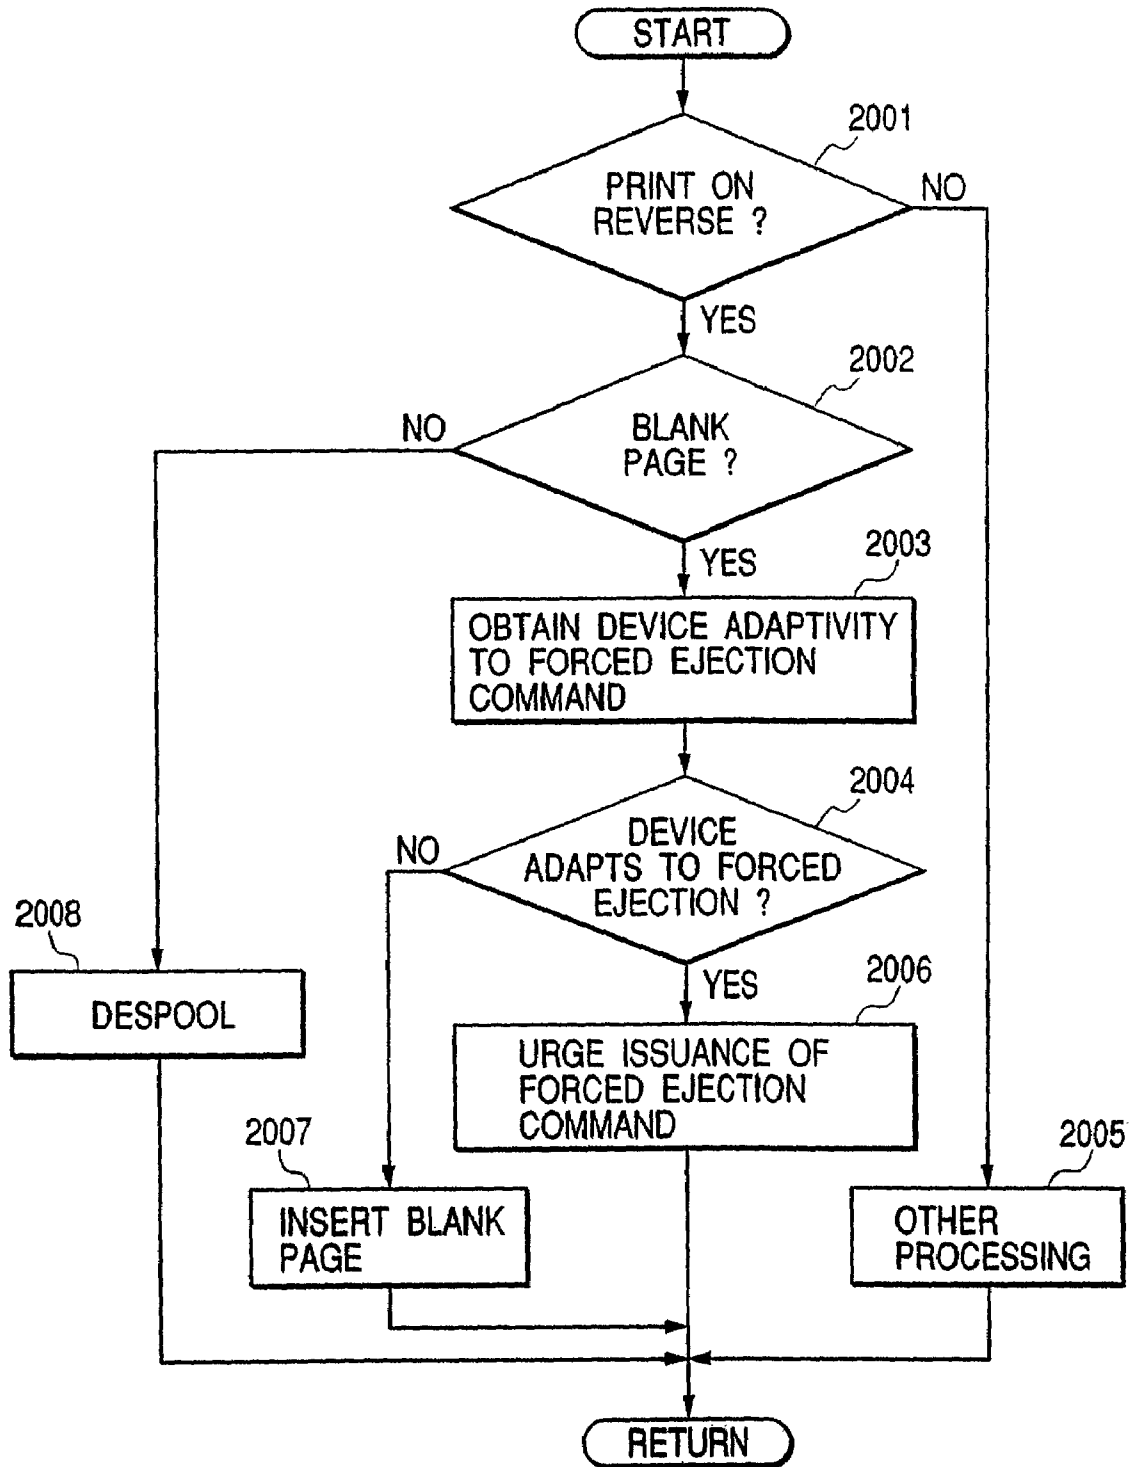 START
2001
PRINT ON
REVERSE ?
NO
YES
2002
BLANK
PAGE ?
NO
YES
2003
OBTAIN DEVICE ADAPTIVITY
TO FORCED EJECTION
COMMAND
2004
DEVICE
ADAPTS TO FORCED
EJECTION ?
NO
YES
2008
DESPOOL
2006
URGE ISSUANCE OF
FORCED EJECTION
COMMAND
2007
INSERT BLANK
PAGE
2005
OTHER
PROCESSING
RETURN